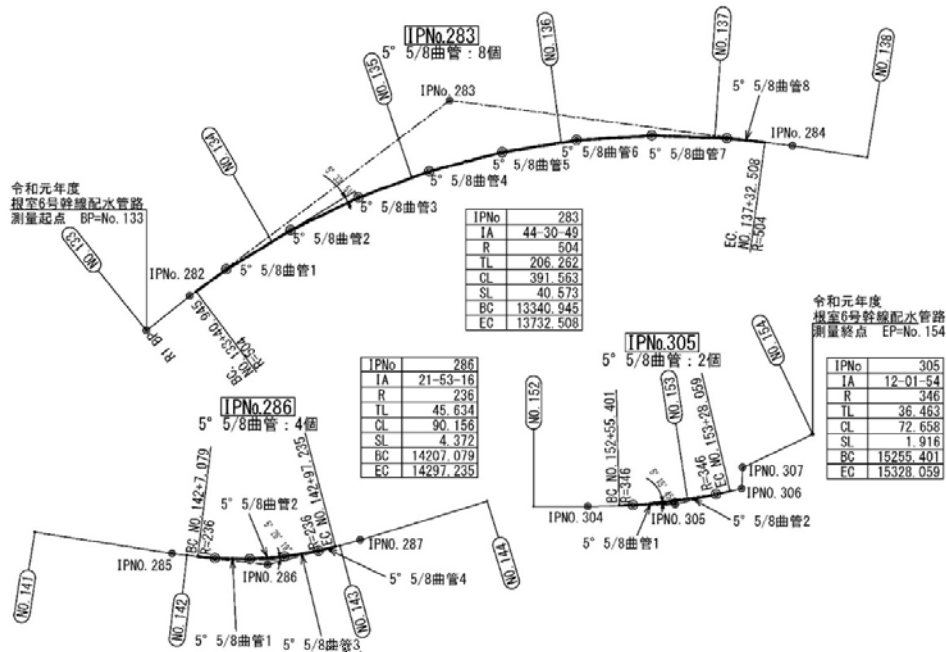 IPNo.283
5° 5/8曲管：8個
NO.135
NO.136
NO.137
NO.138
IPNo.283
5° 5/8曲管8
IPNo.284
NO.134
5° 5/8曲管7
5° 5/8曲管6
5° 5/8曲管5
5° 5/8曲管4
5° 5/8曲管3
5° 5/8曲管2
5° 5/8曲管1
令和元年度
根室6号幹線配水管路
測量起点 BP=No.133
NO.133
IPNo.282
R1 BP
BC.
NO.133+40.945
R=504
EC.
NO.137+32.508
R=504
IPNo 283
IA 44-30-49
R 504
TL 206.262
CL 391.563
SL 40.573
BC 13340.945
EC 13732.508
IPNo.286
5° 5/8曲管：4個
IPNo 286
IA 21-53-16
R 236
TL 45.634
CL 90.156
SL 4.372
BC 14207.079
EC 14297.235
NO.141
NO.142
BC NO.142+7.079
R=236
5° 5/8曲管2
R=236
EC NO.142+97.235
IPNO.285
IPNO.286
IPNO.287
5° 5/8曲管4
NO.144
NO.143
5° 5/8曲管1
5° 5/8曲管3
IPNo.305
5° 5/8曲管：2個
NO.152
BC NO.152+55.401
R=346
NO.153
R=346
EC NO.153+28.059
NO.154
令和元年度
根室6号幹線配水管路
測量終点 EP=No.154
IPNO.304
IPNO.305
IPNO.307
IPNO.306
5° 5/8曲管2
5° 5/8曲管1
IPNo 305
IA 12-01-54
R 346
TL 36.463
CL 72.658
SL 1.916
BC 15255.401
EC 15328.059